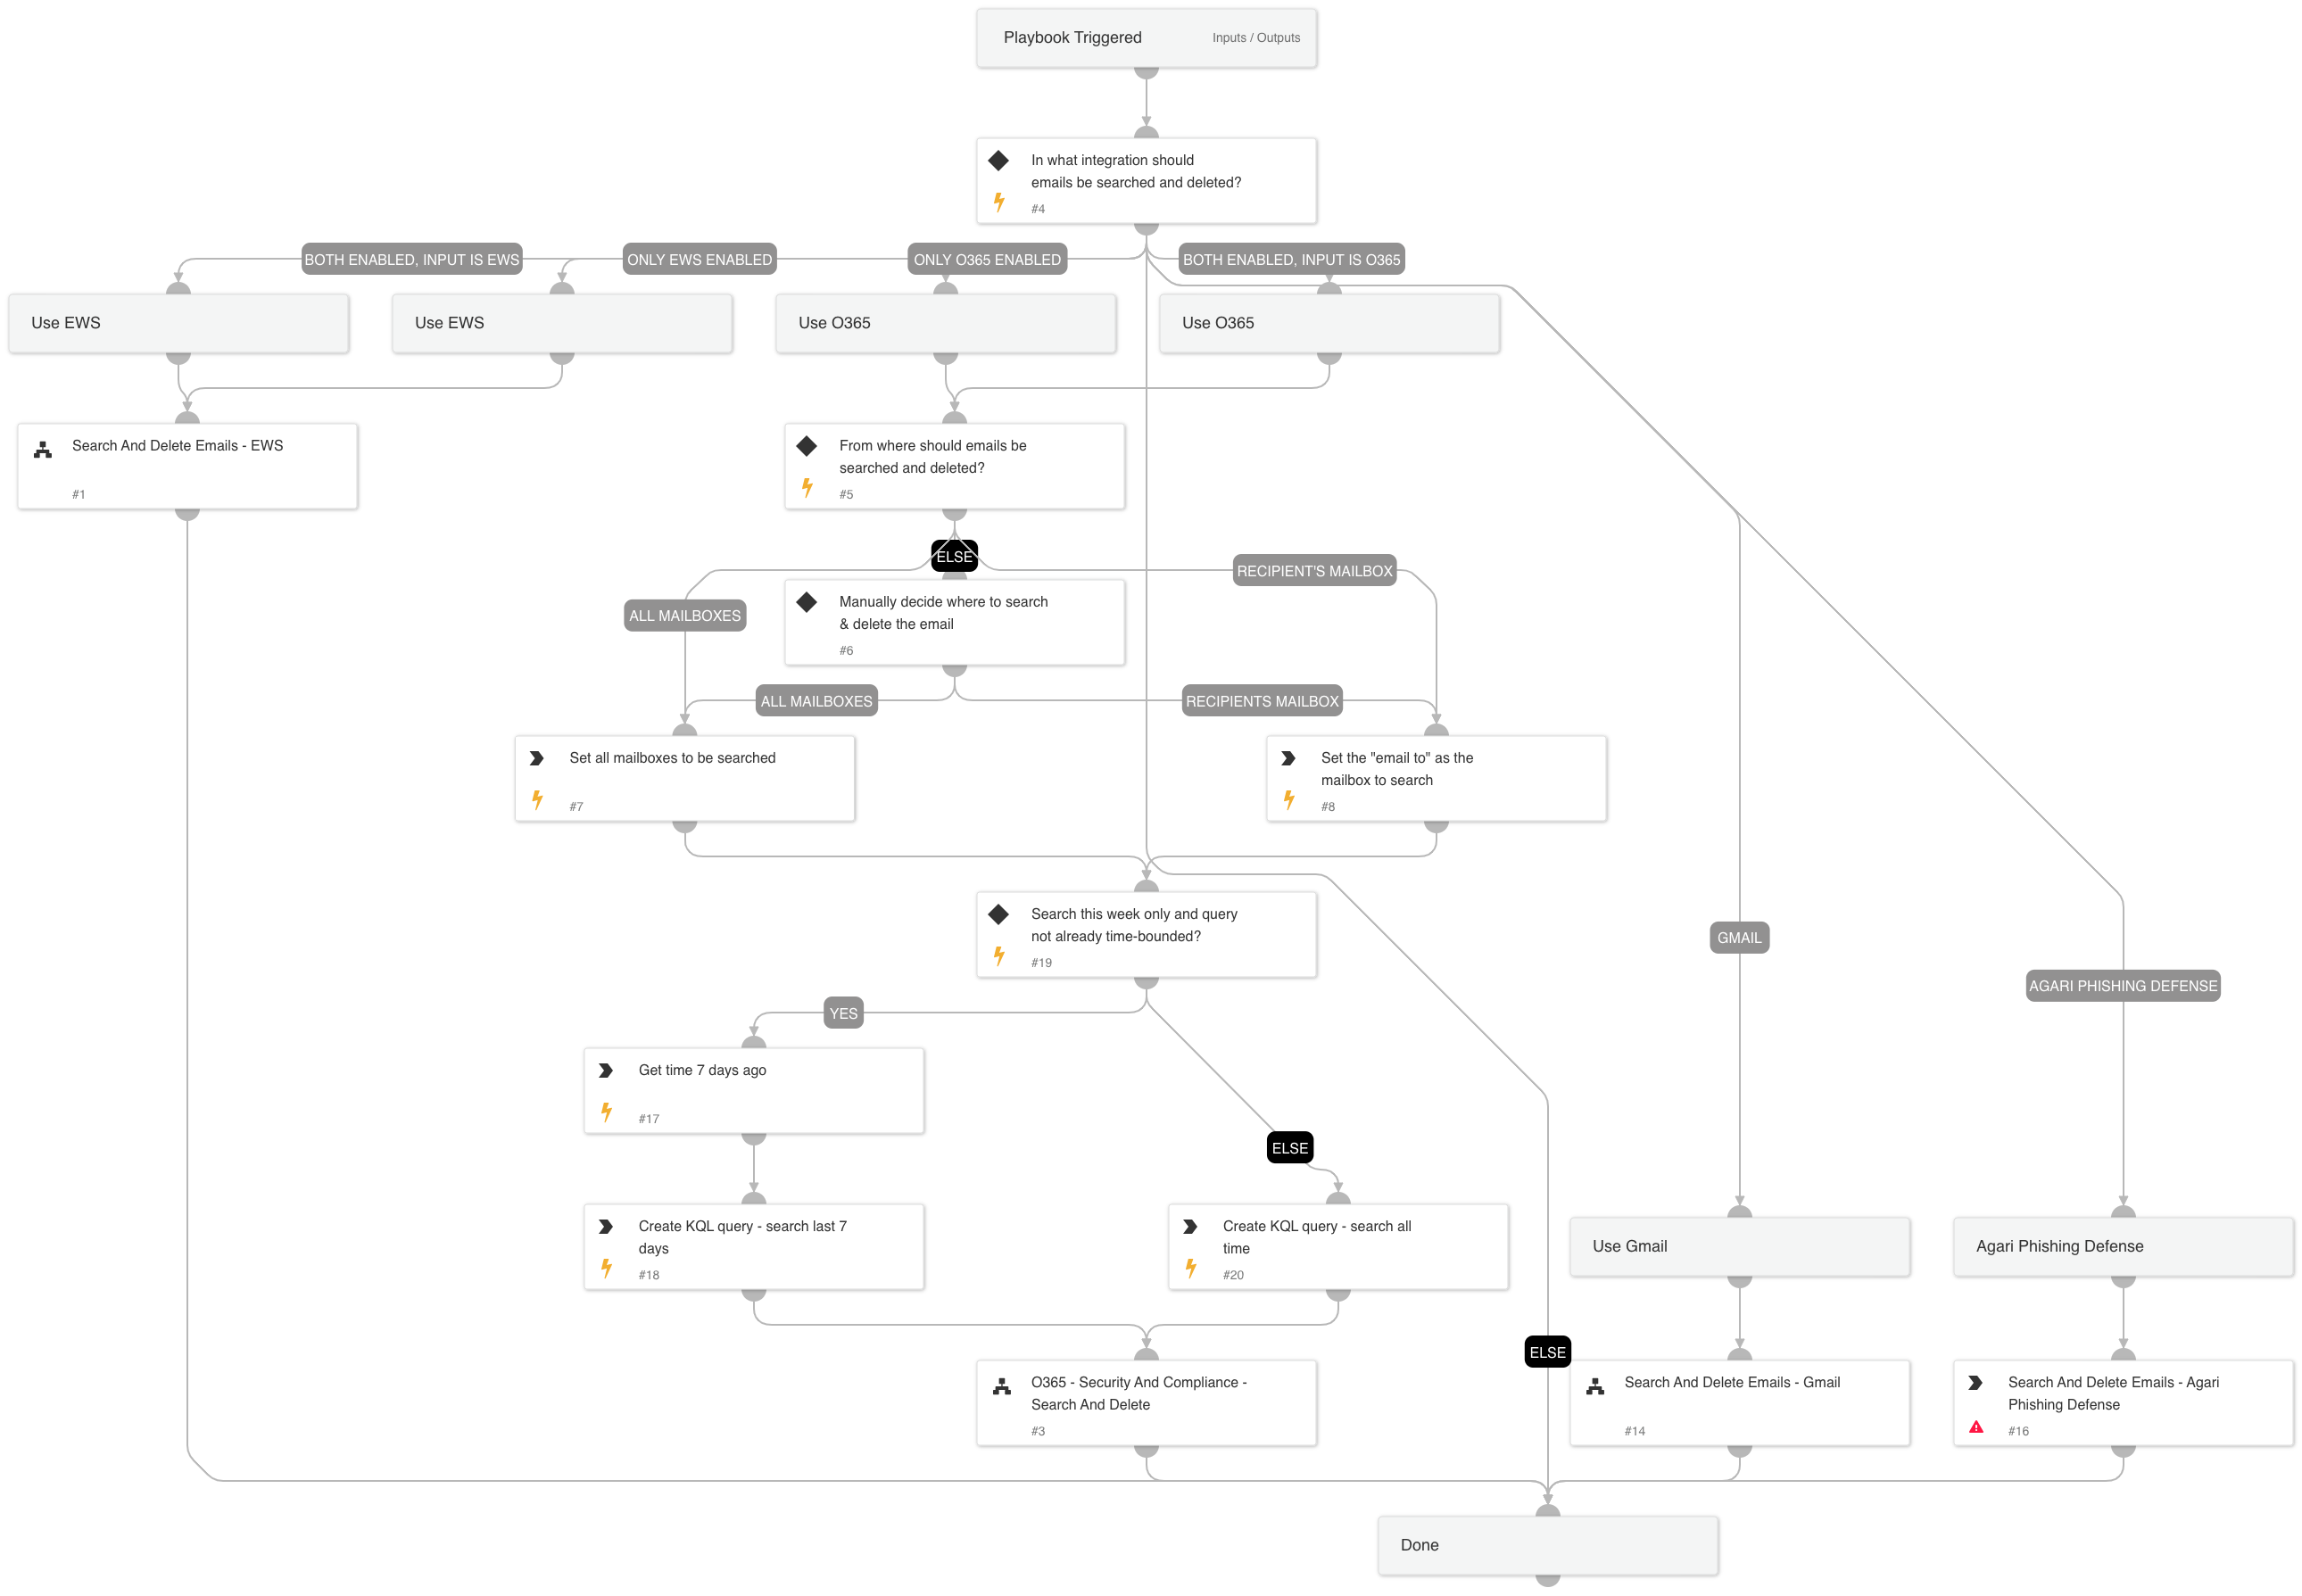 Playbook Triggered
Inputs / Outputs
In what integration should
emails be searched and deleted?
#4
BOTH ENABLED, INPUT IS EWS
ONLY EWS ENABLED
ONLY O365 ENABLED
BOTH ENABLED, INPUT IS O365
Use EWS
Use EWS
Use O365
Use O365
Search And Delete Emails - EWS
#1
From where should emails be
searched and deleted?
#5
ELSE
RECIPIENT'S MAILBOX
ALL MAILBOXES
Manually decide where to search
& delete the email
#6
ALL MAILBOXES
RECIPIENTS MAILBOX
Set all mailboxes to be searched
#7
Set the "email to" as the
mailbox to search
#8
Search this week only and query
not already time-bounded?
#19
GMAIL
AGARI PHISHING DEFENSE
YES
Get time 7 days ago
#17
ELSE
Create KQL query - search last 7
days
#18
Create KQL query - search all
time
#20
Use Gmail
Agari Phishing Defense
ELSE
O365 - Security And Compliance -
Search And Delete
#3
Search And Delete Emails - Gmail
#14
Search And Delete Emails - Agari
Phishing Defense
#16
Done